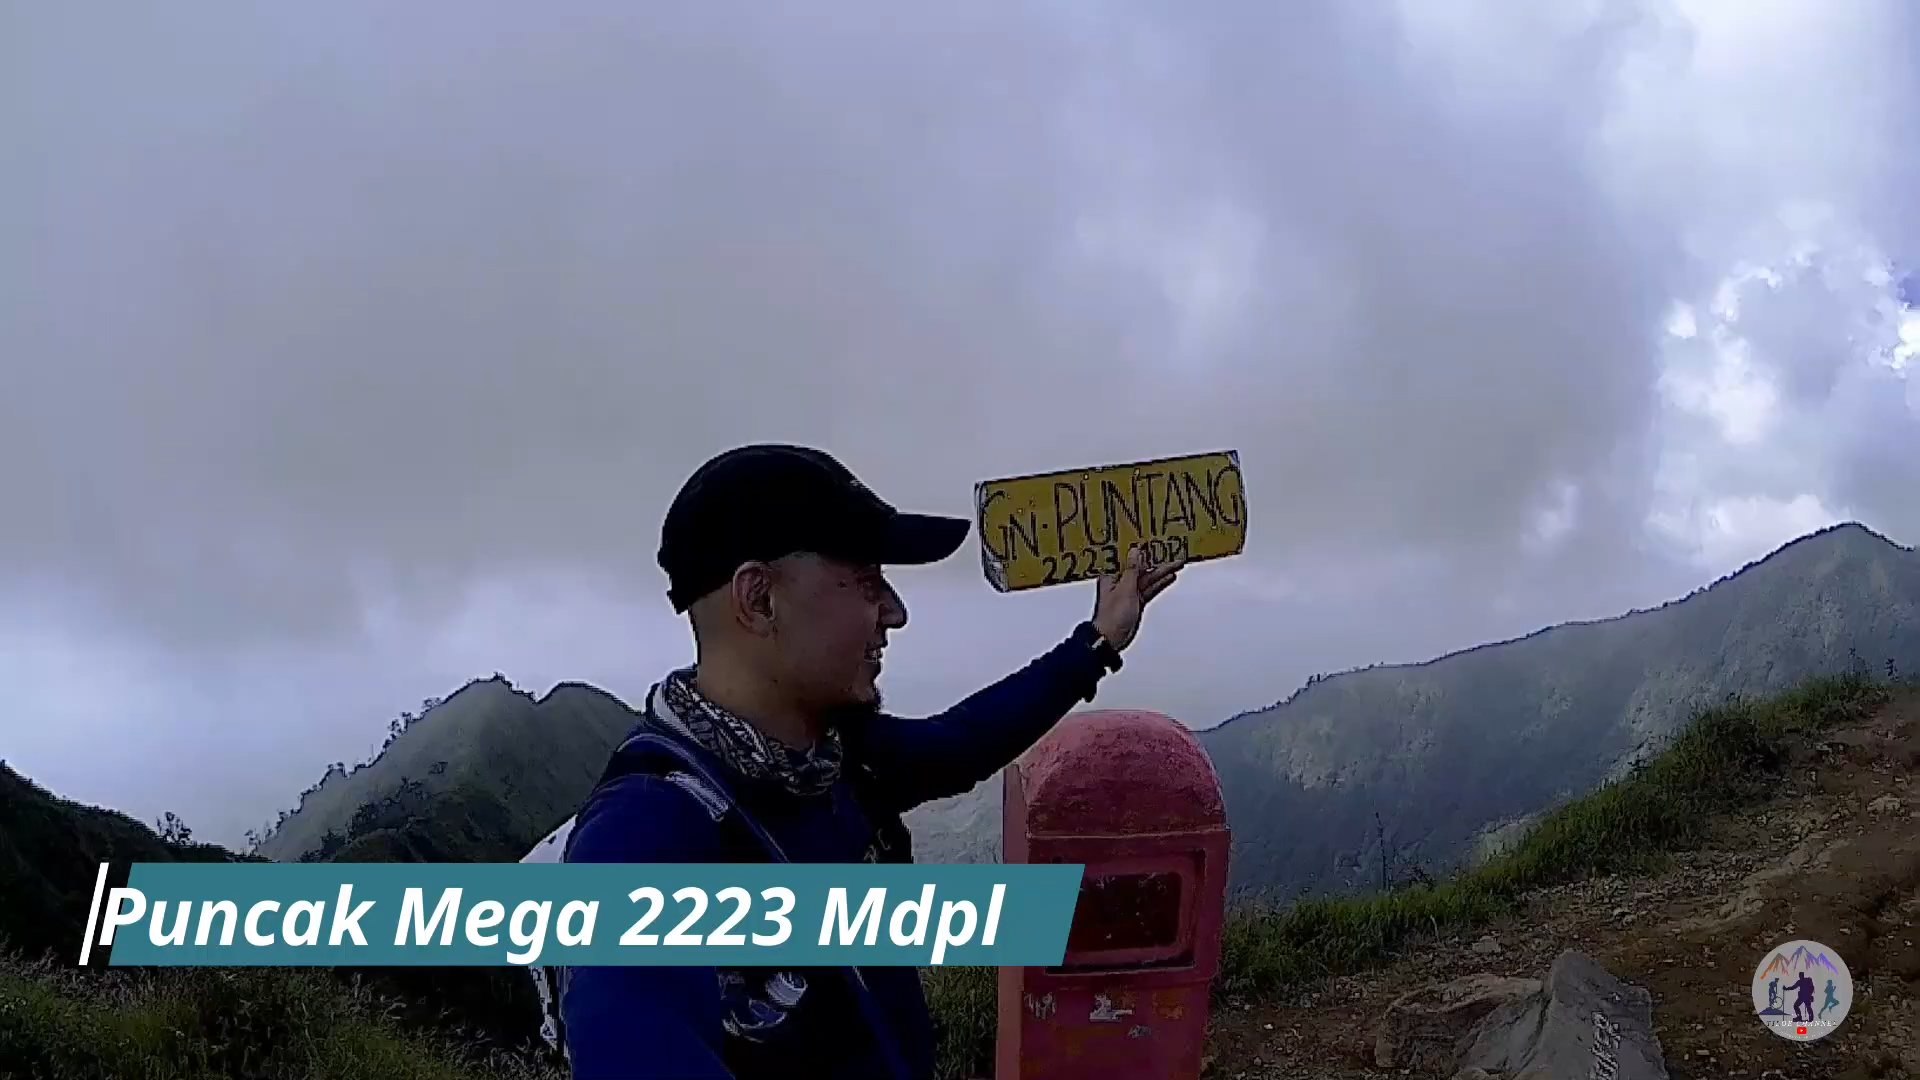 GN. PUNTANG
2223 MDPL
Puncak Mega 2223 Mdpl